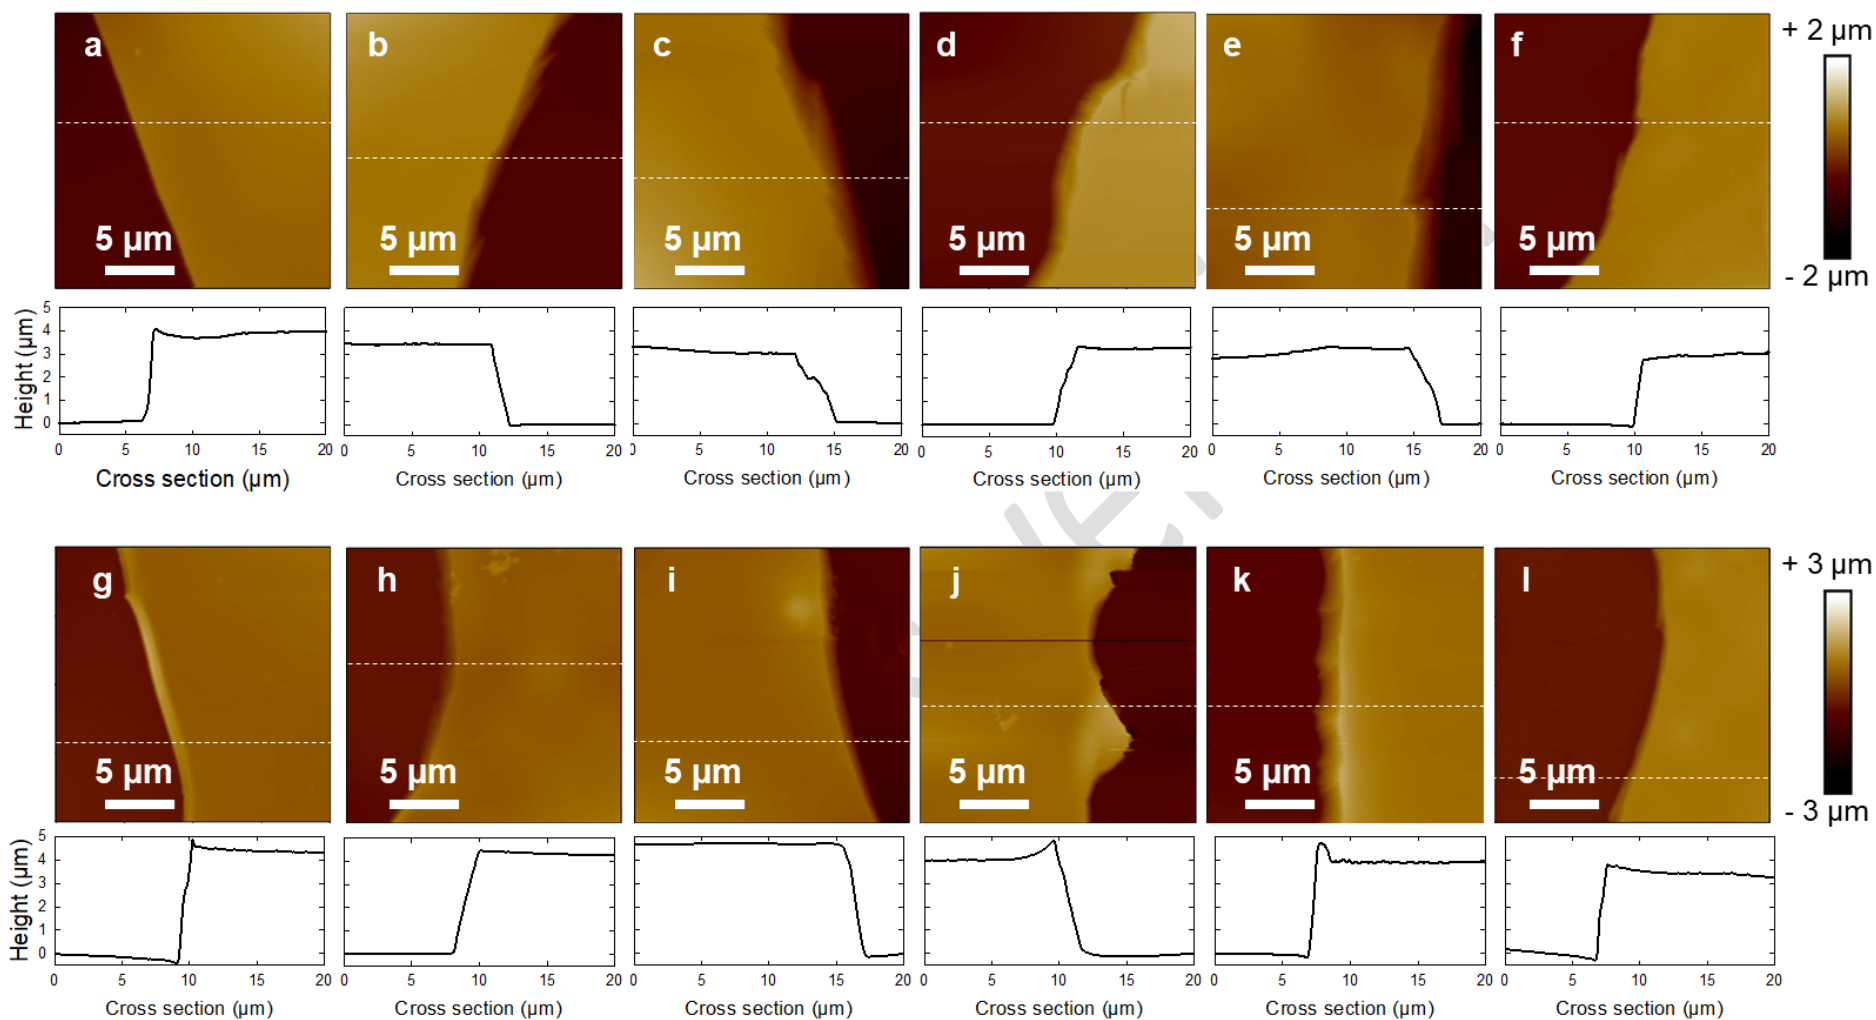 a b c d e f
+ 2 µm
5 µm 5 µm 5 µm 5 µm 5 µm 5 µm
- 2 µm
Height (µm)
5
4
3
2
1
0
0 5 10 15 20 0 5 10 15 20 0 5 10 15 20 0 5 10 15 20 0 5 10 15 20 0 5 10 15 20
Cross section (µm) Cross section (µm) Cross section (µm) Cross section (µm) Cross section (µm) Cross section (µm)
g h i j k l
+ 3 µm
5 µm 5 µm 5 µm 5 µm 5 µm 5 µm
- 3 µm
Height (µm)
5
4
3
2
1
0
0 5 10 15 20 0 5 10 15 20 0 5 10 15 20 0 5 10 15 20 0 5 10 15 20 0 5 10 15 20
Cross section (µm) Cross section (µm) Cross section (µm) Cross section (µm) Cross section (µm) Cross section (µm)